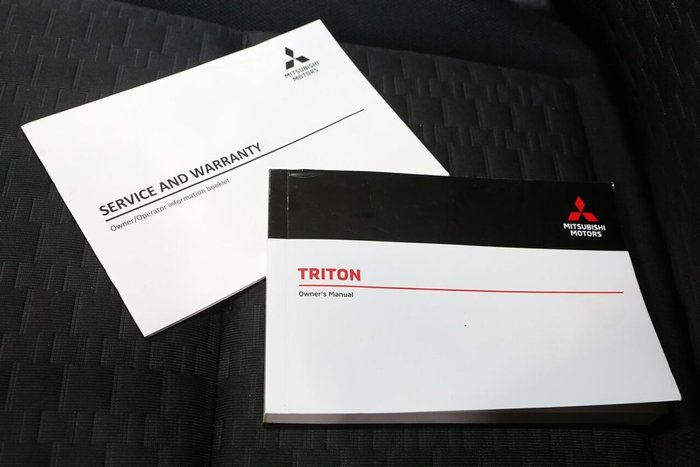 MITSUBISHI
MOTORS
SERVICE AND WARRANTY
Owner/Operator information booklet
MITSUBISHI
MOTORS
TRITON
Owner's Manual